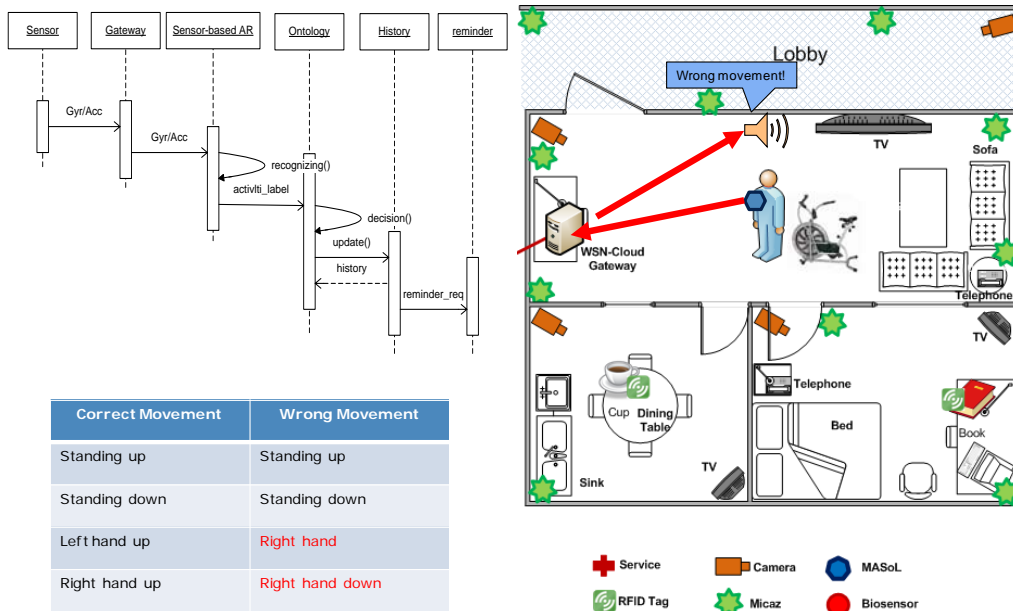 Sensor
Gateway
Sensor-based AR
Ontology
History
reminder
Gyr/Acc
Gyr/Acc
recognizing()
activlti_label
decision()
update()
history
reminder_req
Correct Movement Wrong Movement
Standing up Standing up
Standing down Standing down
Left hand up Right hand
Right hand up Right hand down
Lobby
Wrong movement!
TV
Sofa
WSN-Cloud
Gateway
Telephone
TV
Telephone
Cup
Dining
Table
Bed
Book
TV
Sink
Service
Camera
MASoL
RFID Tag
Micaz
Biosensor